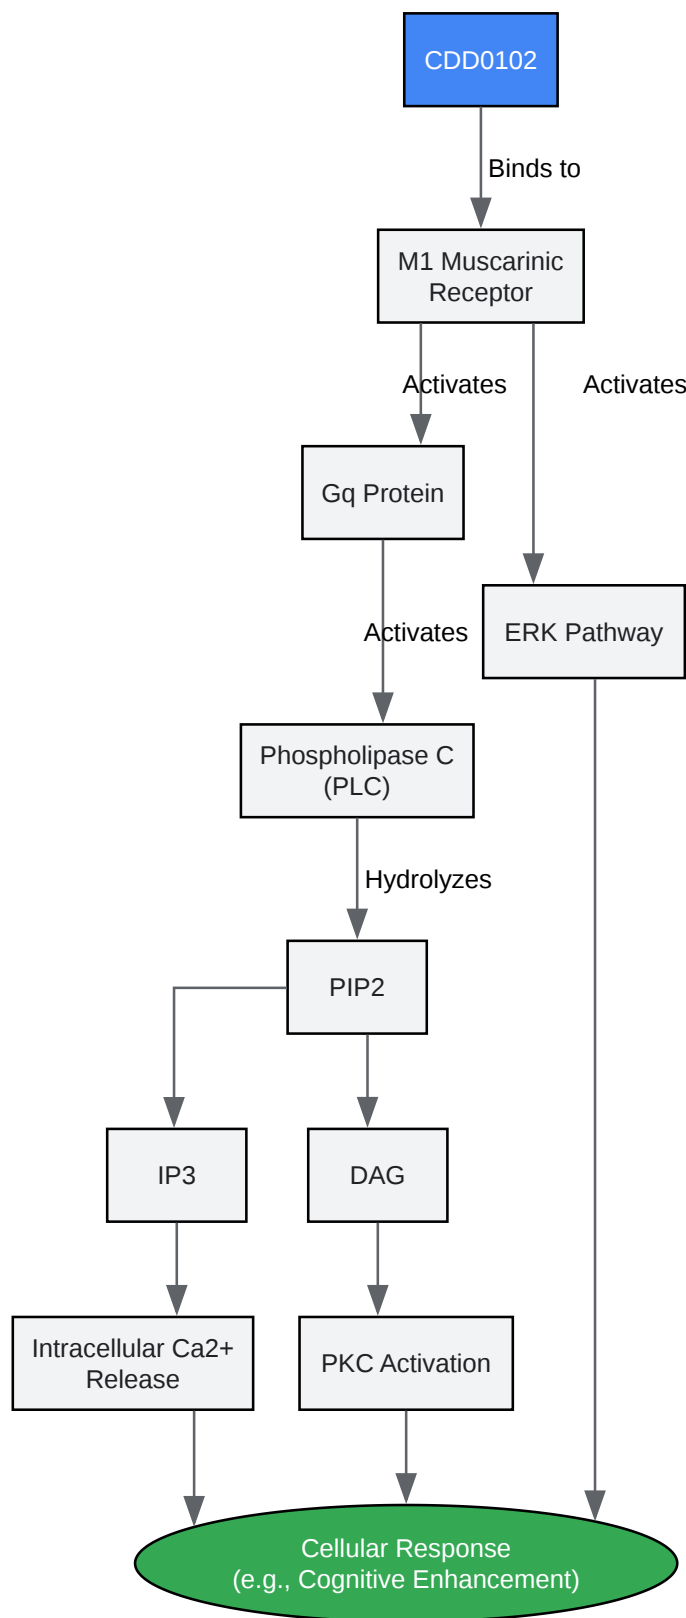 CDD0102
Binds to
M1 Muscarinic
Receptor
Activates
Activates
Gq Protein
Activates
ERK Pathway
Phospholipase C
(PLC)
Hydrolyzes
PIP2
IP3
DAG
Intracellular Ca2+
Release
PKC Activation
Cellular Response
(e.g., Cognitive Enhancement)